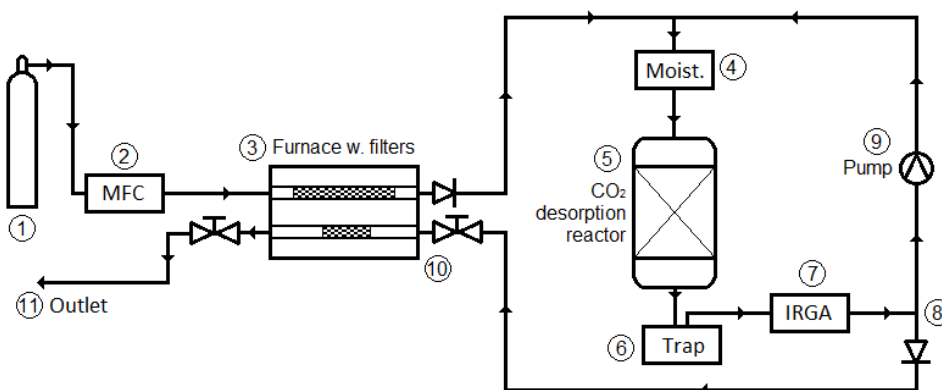 ④
Moist.
③ Furnace w. filters
⑨
Pump
②
MFC
⑤
CO₂
desorption
reactor
①
⑩
⑦
IRGA
⑪ Outlet
⑧
⑥
Trap